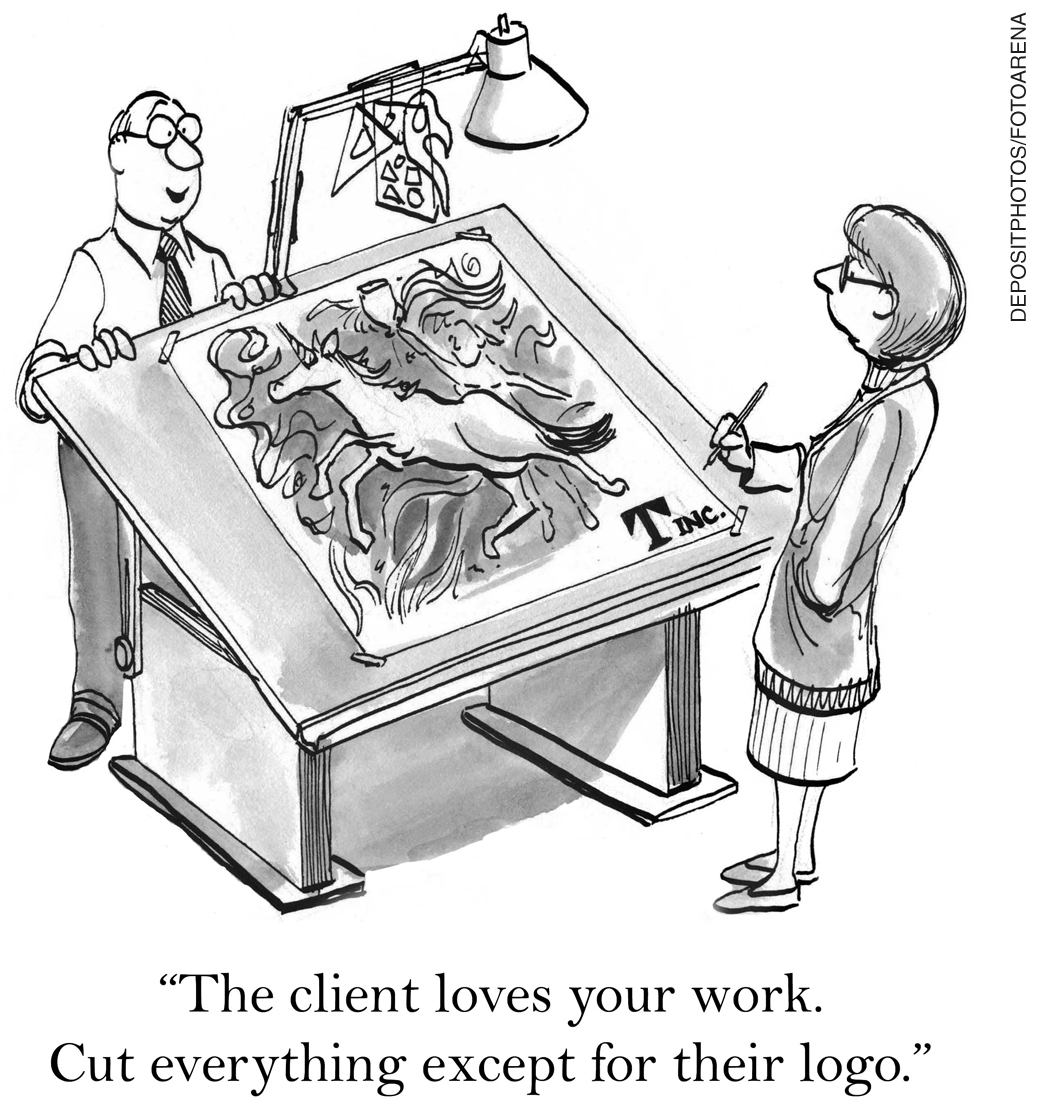 DEPOSITPHOTOS/FOTOARENA
T INC.
“The client loves your work.
Cut everything except for their logo.”